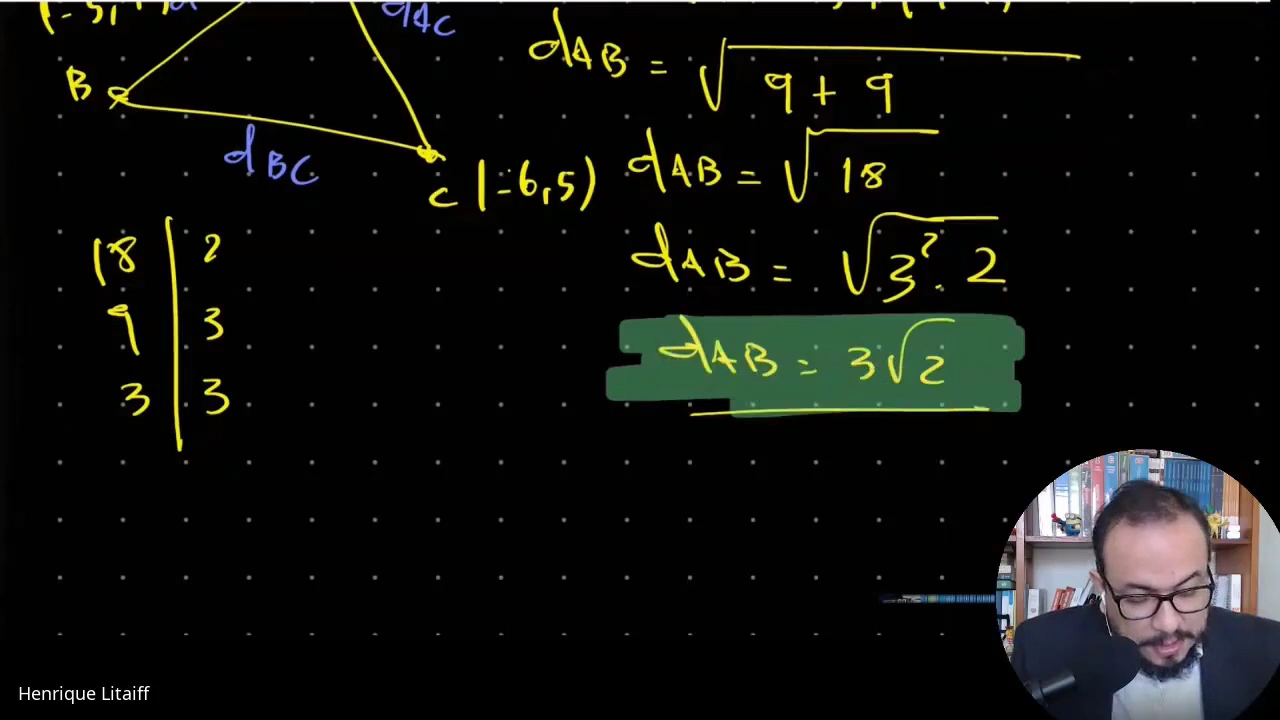 dAC
dAB = √9 + 9
B
dBC
C (-6,5)
dAB = √18
dAB = √3². 2
dAB = 3√2
18 | 2
9 | 3
3 | 3
Henrique Litaiff